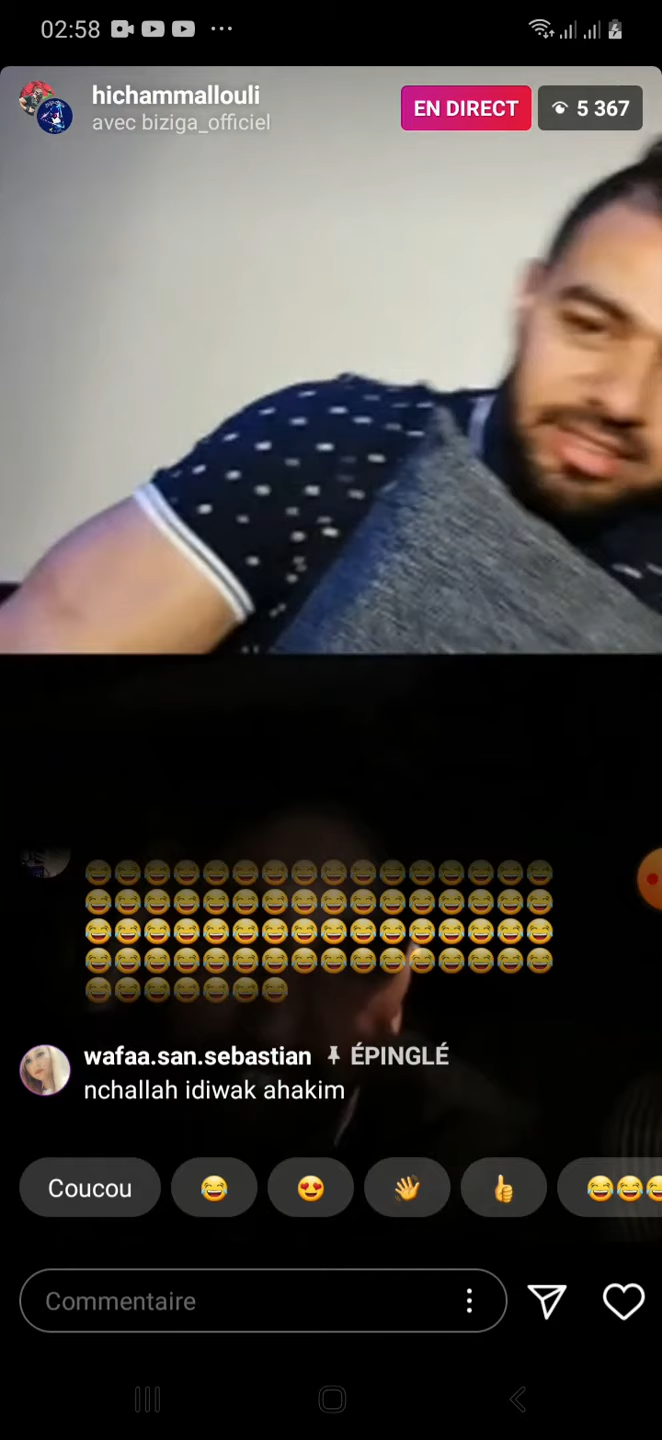 02:58
hichammallouli
avec biziga_officiel
EN DIRECT
5 367
😂😂😂😂😂😂😂😂😂😂😂😂😂😂😂😂
😂😂😂😂😂😂😂😂😂😂😂😂😂😂😂😂
😂😂😂😂😂😂😂😂😂😂😂😂😂😂😂😂
😂😂😂😂😂😂😂😂😂😂😂😂😂😂😂😂
😂😂😂😂😂😂😂
wafaa.san.sebastian ÉPINGLÉ
nchallah idiwak ahakim
Coucou 😂 😍 👋 👍 😂😂😂
Commentaire